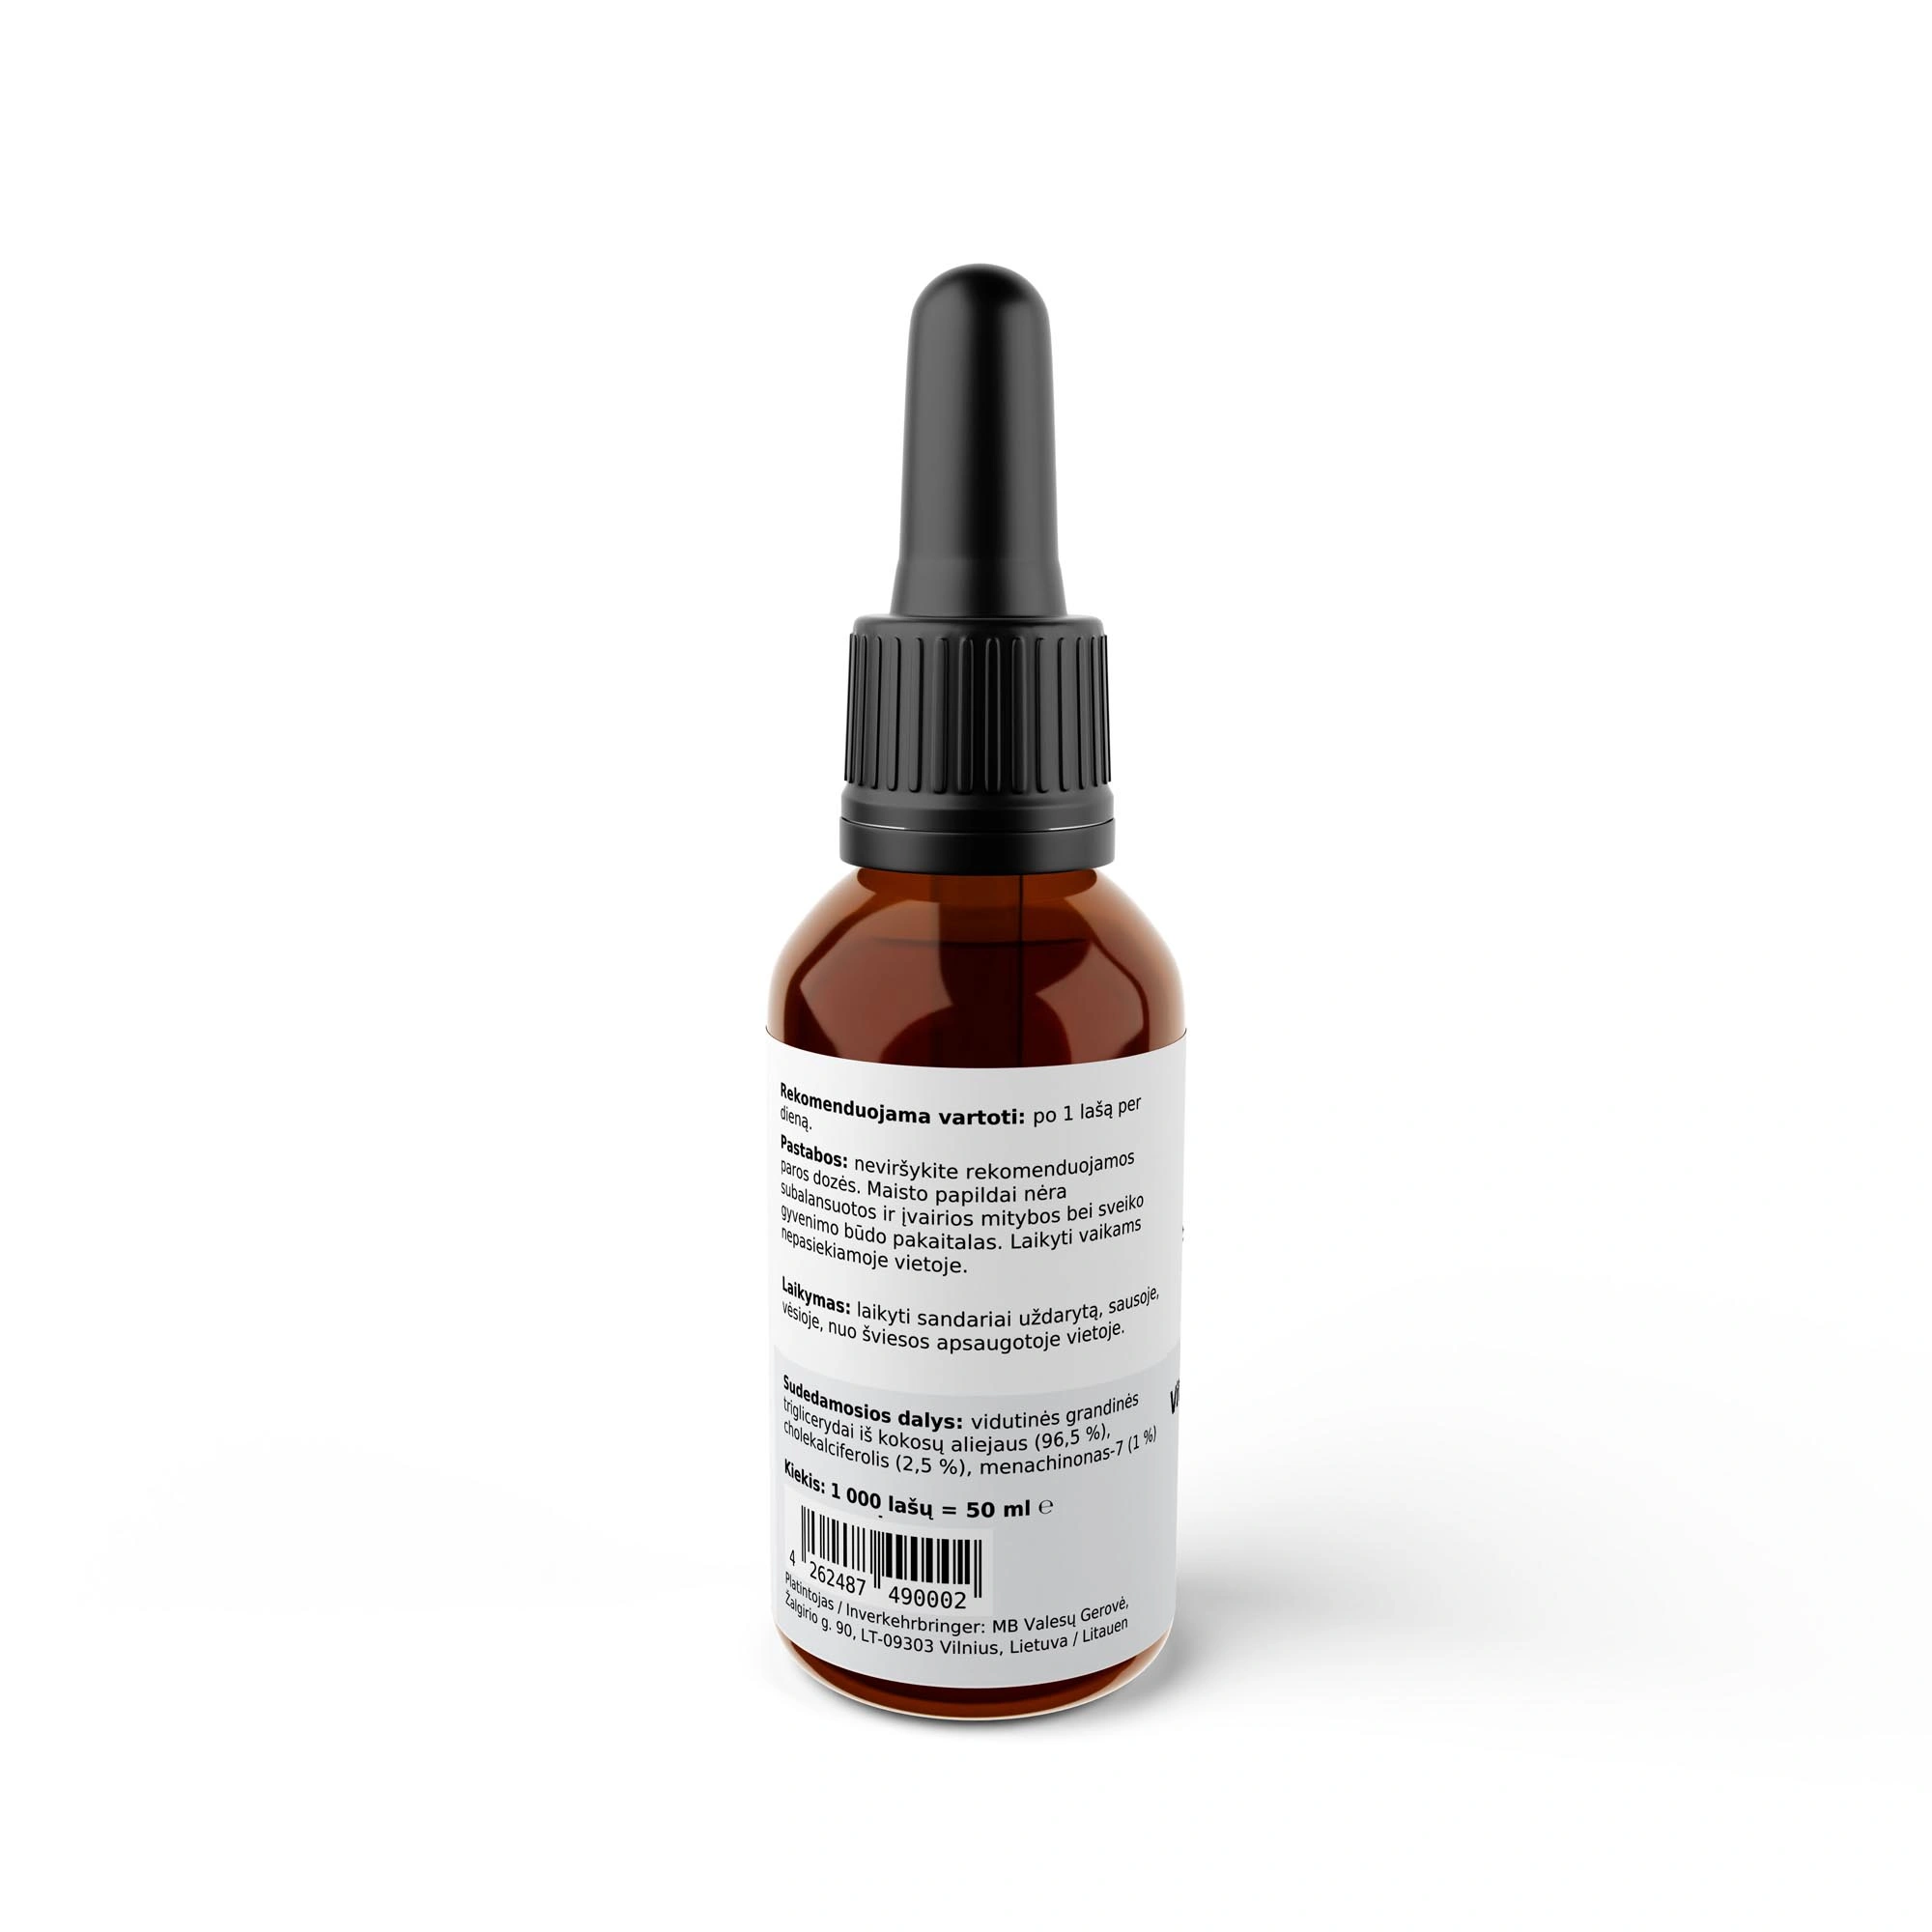 Rekomenduojama vartoti: po 1 lašą per
dieną.
Pastabos: neviršykite rekomenduojamos
paros dozės. Maisto papildai nėra
subalansuotos ir įvairios mitybos bei sveiko
gyvenimo būdo pakaitalas. Laikyti vaikams
nepasiekiamoje vietoje.
Laikymas: laikyti sandariai uždarytą, sausoje,
vėsioje, nuo šviesos apsaugotoje vietoje.
Sudedamosios dalys: vidutinės grandinės
triglicerydai iš kokosų aliejaus (96,5 %),
cholekalciferolis (2,5 %), menachinonas-7 (1 %)
Kiekis: 1 000 lašų = 50 ml ℮
4 262487 490002
Platintojas / Inverkehrbringer: MB Valesų Gerovė,
Žalgirio g. 90, LT-09303 Vilnius, Lietuva / Litauen